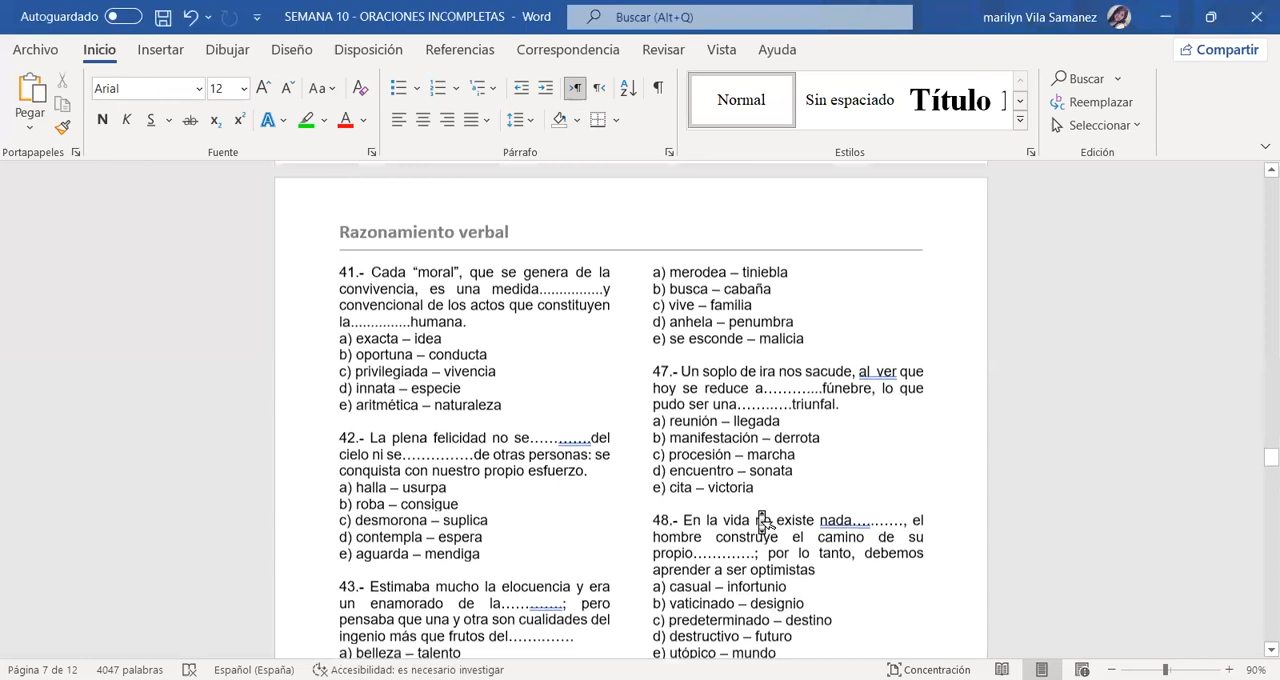 Autoguardado
SEMANA 10 - ORACIONES INCOMPLETAS - Word
Buscar (Alt+Q)
marilyn Vila Samanez
Archivo Inicio Insertar Dibujar Diseño Disposición Referencias Correspondencia Revisar Vista Ayuda
Compartir
Pegar
Arial 12
Normal Sin espaciado Título 1
Buscar
Reemplazar
Seleccionar
Portapapeles Fuente Párrafo Estilos Edición
Razonamiento verbal
41.- Cada “moral”, que se genera de la
convivencia, es una medida................y
convencional de los actos que constituyen
la...............humana.
a) exacta – idea
b) oportuna – conducta
c) privilegiada – vivencia
d) innata – especie
e) aritmética – naturaleza
42.- La plena felicidad no se…………..del
cielo ni se……………de otras personas: se
conquista con nuestro propio esfuerzo.
a) halla – usurpa
b) roba – consigue
c) desmorona – suplica
d) contempla – espera
e) aguarda – mendiga
43.- Estimaba mucho la elocuencia y era
un enamorado de la…………..; pero
pensaba que una y otra son cualidades del
ingenio más que frutos del………….
a) belleza – talento
a) merodea – tiniebla
b) busca – cabaña
c) vive – familia
d) anhela – penumbra
e) se esconde – malicia
47.- Un soplo de ira nos sacude, al ver que
hoy se reduce a………....fúnebre, lo que
pudo ser una……..….triunfal.
a) reunión – llegada
b) manifestación – derrota
c) procesión – marcha
d) encuentro – sonata
e) cita – victoria
48.- En la vida no existe nada…..……, el
hombre construye el camino de su
propio………….; por lo tanto, debemos
aprender a ser optimistas
a) casual – infortunio
b) vaticinado – designio
c) predeterminado – destino
d) destructivo – futuro
e) utópico – mundo
Página 7 de 12 4047 palabras Español (España) Accesibilidad: es necesario investigar Concentración 90%